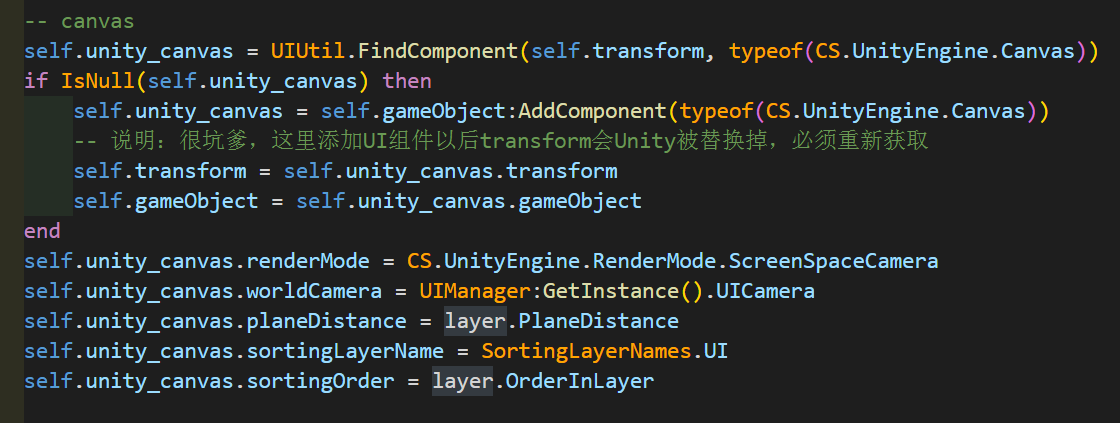 -- canvas
self.unity_canvas = UIUtil.FindComponent(self.transform, typeof(CS.UnityEngine.Canvas))
if IsNull(self.unity_canvas) then
    self.unity_canvas = self.gameObject:AddComponent(typeof(CS.UnityEngine.Canvas))
    -- 说明：很坑爹，这里添加UI组件以后transform会Unity被替换掉，必须重新获取
    self.transform = self.unity_canvas.transform
    self.gameObject = self.unity_canvas.gameObject
end
self.unity_canvas.renderMode = CS.UnityEngine.RenderMode.ScreenSpaceCamera
self.unity_canvas.worldCamera = UIManager:GetInstance().UICamera
self.unity_canvas.planeDistance = layer.PlaneDistance
self.unity_canvas.sortingLayerName = SortingLayerNames.UI
self.unity_canvas.sortingOrder = layer.OrderInLayer